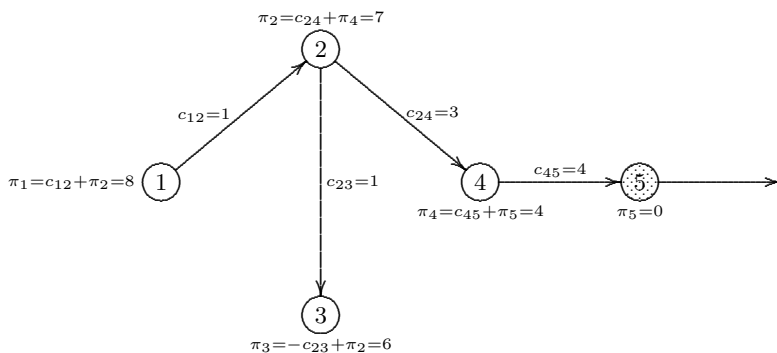 π₂=c₂₄+π₄=7
2
c₁₂=1
c₂₄=3
π₁=c₁₂+π₂=8
1
c₂₃=1
4
c₄₅=4
5
π₄=c₄₅+π₅=4
π₅=0
3
π₃=−c₂₃+π₂=6